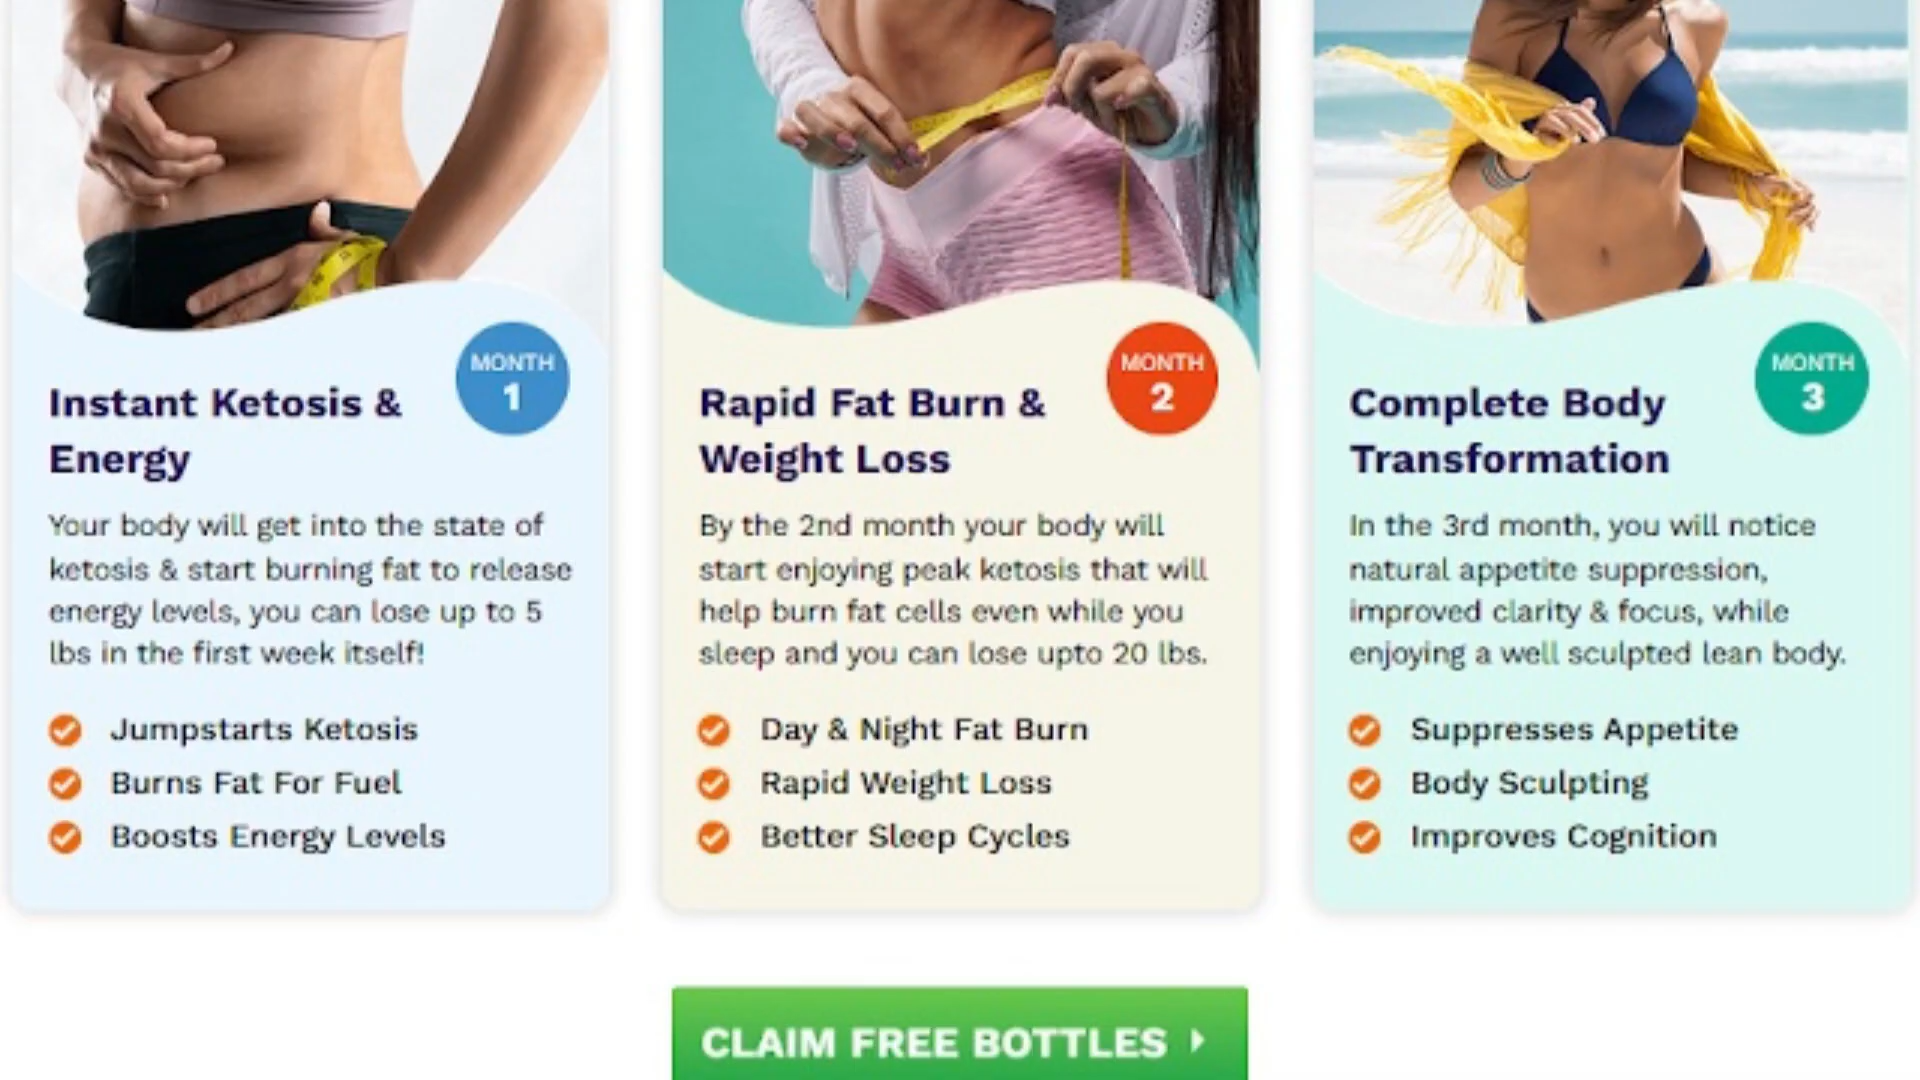 MONTH
1
Instant Ketosis &
Energy
Your body will get into the state of
ketosis & start burning fat to release
energy levels, you can lose up to 5
lbs in the first week itself!
Jumpstarts Ketosis
Burns Fat For Fuel
Boosts Energy Levels
MONTH
2
Rapid Fat Burn &
Weight Loss
By the 2nd month your body will
start enjoying peak ketosis that will
help burn fat cells even while you
sleep and you can lose upto 20 lbs.
Day & Night Fat Burn
Rapid Weight Loss
Better Sleep Cycles
MONTH
3
Complete Body
Transformation
In the 3rd month, you will notice
natural appetite suppression,
improved clarity & focus, while
enjoying a well sculpted lean body.
Suppresses Appetite
Body Sculpting
Improves Cognition
CLAIM FREE BOTTLES